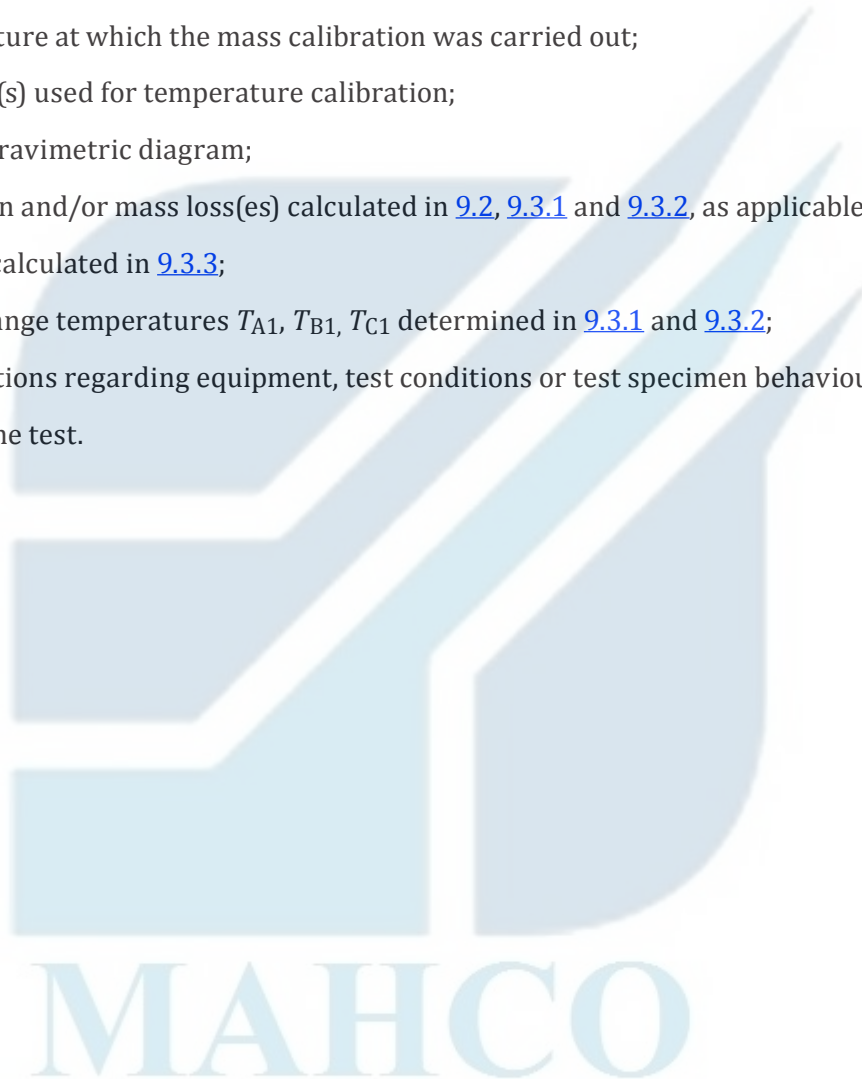 ture at which the mass calibration was carried out;
(s) used for temperature calibration;
ravimetric diagram;
n and/or mass loss(es) calculated in 9.2, 9.3.1 and 9.3.2, as applicable
calculated in 9.3.3;
ange temperatures TA1, TB1, TC1 determined in 9.3.1 and 9.3.2;
tions regarding equipment, test conditions or test specimen behaviou
he test.
MAHCO